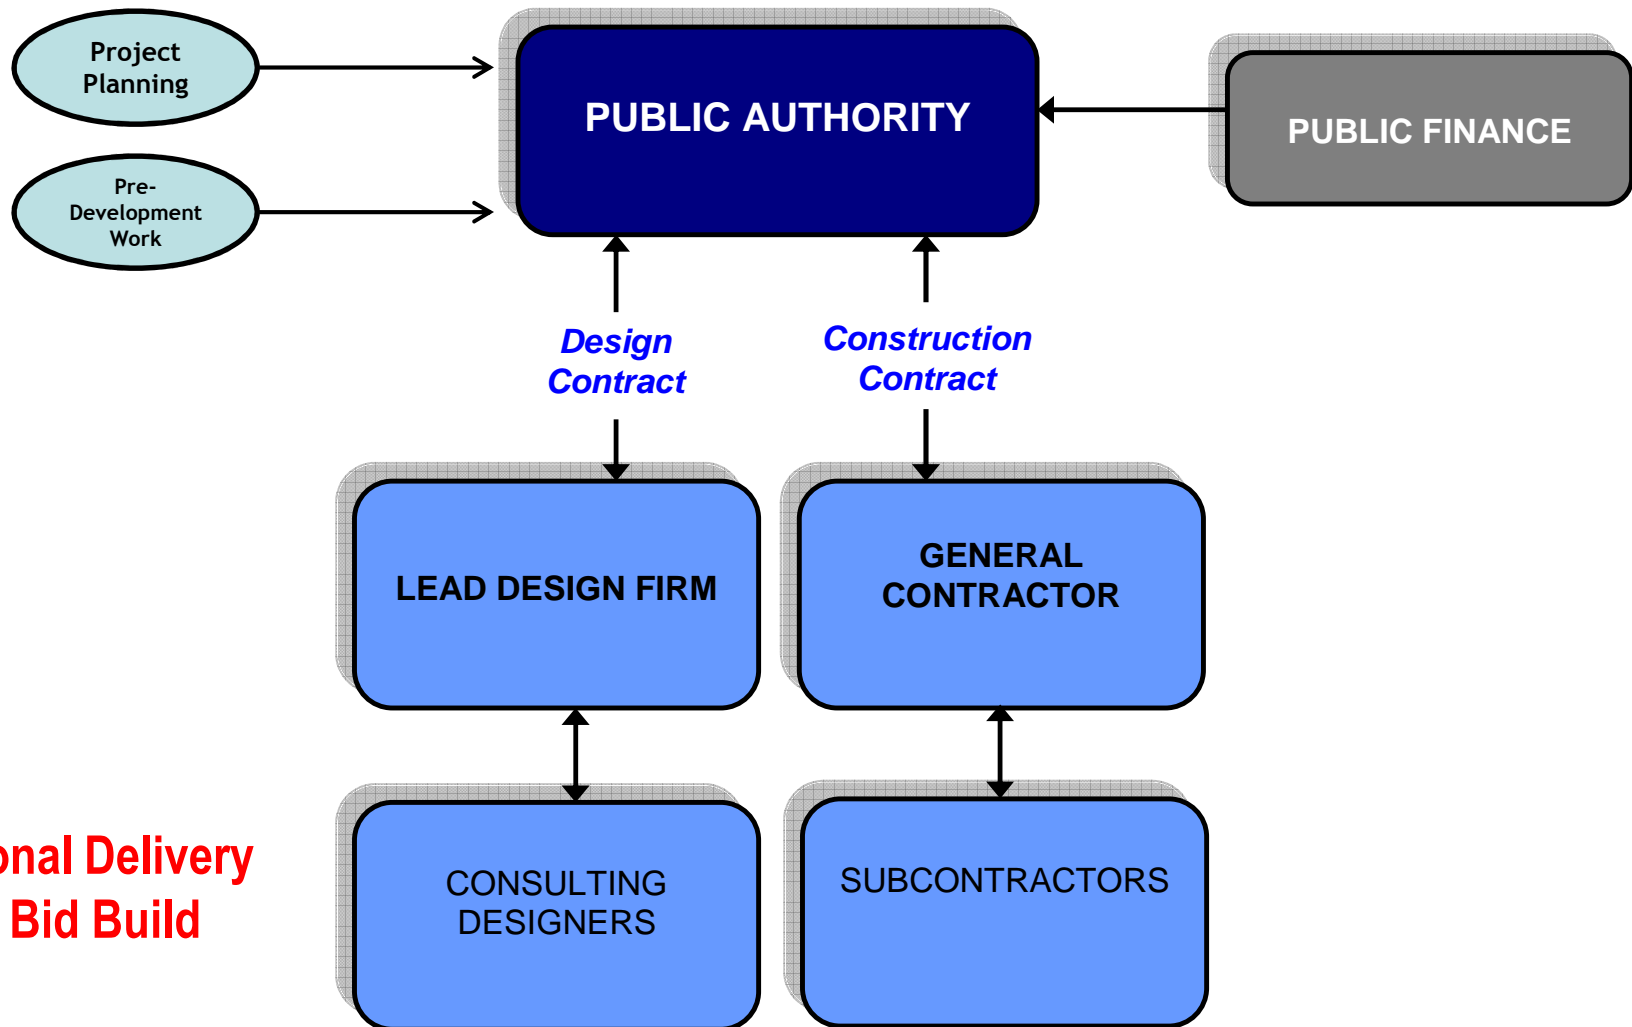 Project
Planning
PUBLIC AUTHORITY
PUBLIC FINANCE
Pre-
Development
Work
Design
Contract
Construction
Contract
LEAD DESIGN FIRM
GENERAL
CONTRACTOR
onal Delivery
Bid Build
CONSULTING
DESIGNERS
SUBCONTRACTORS